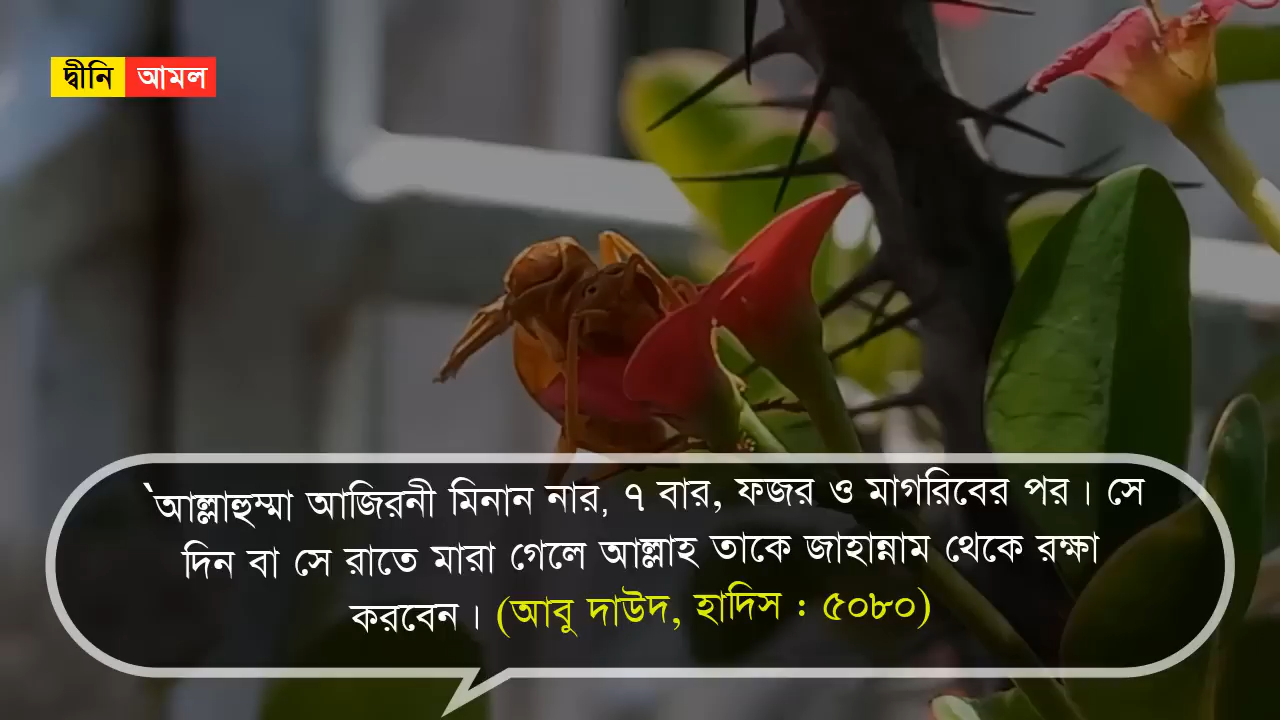 দ্বীনি আমল
`আল্লাহুম্মা আজিরনী মিনান নার, ৭ বার, ফজর ও মাগরিবের পর। সে
দিন বা সে রাতে মারা গেলে আল্লাহ তাকে জাহান্নাম থেকে রক্ষা
করবেন। (আবু দাউদ, হাদিস : ৫০৮০)